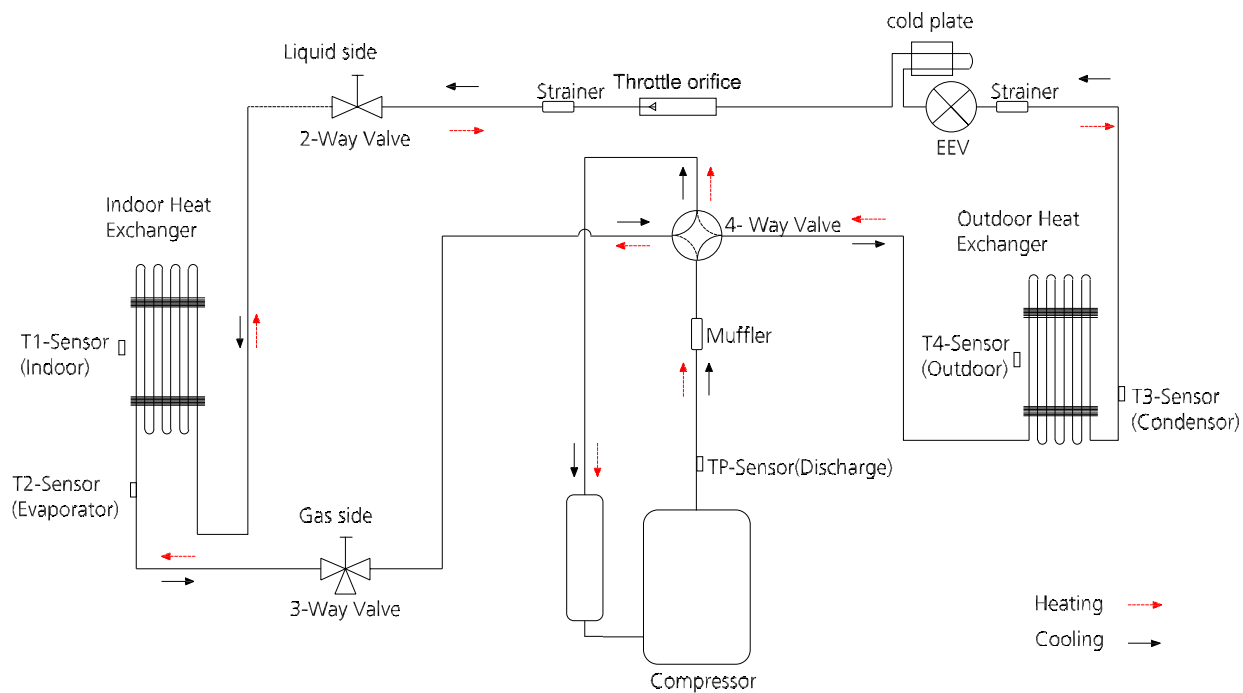 cold plate
Liquid side
Throttle orifice
Strainer
Strainer
2-Way Valve
EEV
Indoor Heat
Exchanger
4- Way Valve
Outdoor Heat
Exchanger
T1-Sensor
(Indoor)
Muffler
T4-Sensor
(Outdoor)
T3-Sensor
(Condensor)
TP-Sensor(Discharge)
T2-Sensor
(Evaporator)
Gas side
3-Way Valve
Heating
Cooling
Compressor